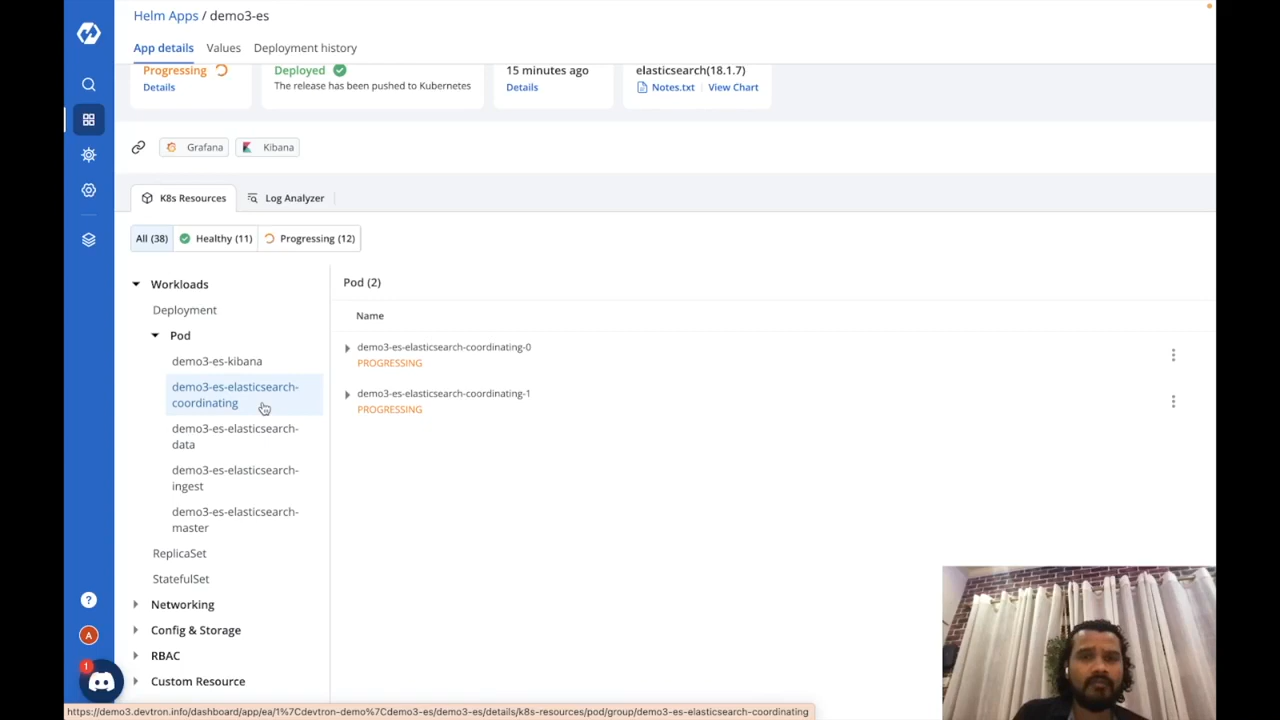 Helm Apps / demo3-es
App details Values Deployment history
Progressing Deployed 15 minutes ago elasticsearch(18.1.7)
Details The release has been pushed to Kubernetes Details Notes.txt View Chart
Grafana Kibana
K8s Resources Log Analyzer
All (38) Healthy (11) Progressing (12)
Workloads
Deployment
Pod
demo3-es-kibana
demo3-es-elasticsearch-
coordinating
demo3-es-elasticsearch-
data
demo3-es-elasticsearch-
ingest
demo3-es-elasticsearch-
master
ReplicaSet
StatefulSet
Networking
Config & Storage
RBAC
Custom Resource
Pod (2)
Name
demo3-es-elasticsearch-coordinating-0
PROGRESSING
demo3-es-elasticsearch-coordinating-1
PROGRESSING
?
A
1
https://demo3.devtron.info/dashboard/app/ea/1%7Cdevtron-demo%7Cdemo3-es/demo3-es/details/k8s-resources/pod/group/demo3-es-elasticsearch-coordinating